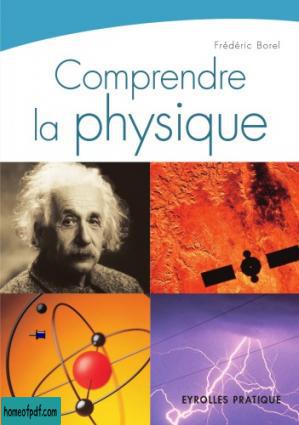 Frédéric Borel
Comprendre
la physique
EYROLLES PRATIQUE
homeofpdf.com